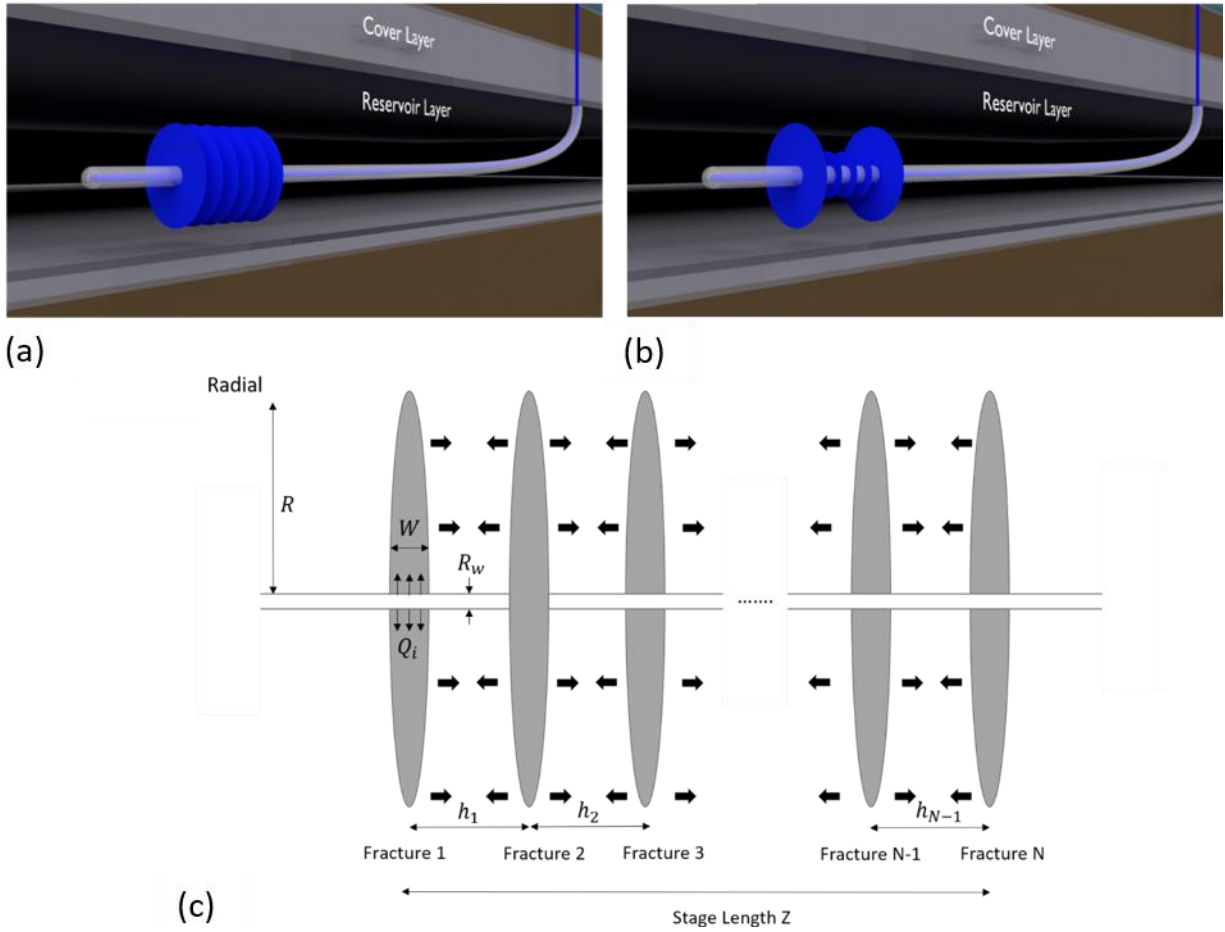 Cover Layer
Reservoir Layer
Cover Layer
Reservoir Layer
(a)
(b)
Radial
R
W
R_w
Q_i
.......
h_1
h_2
h_{N-1}
Fracture 1
Fracture 2
Fracture 3
Fracture N-1
Fracture N
(c)
Stage Length Z